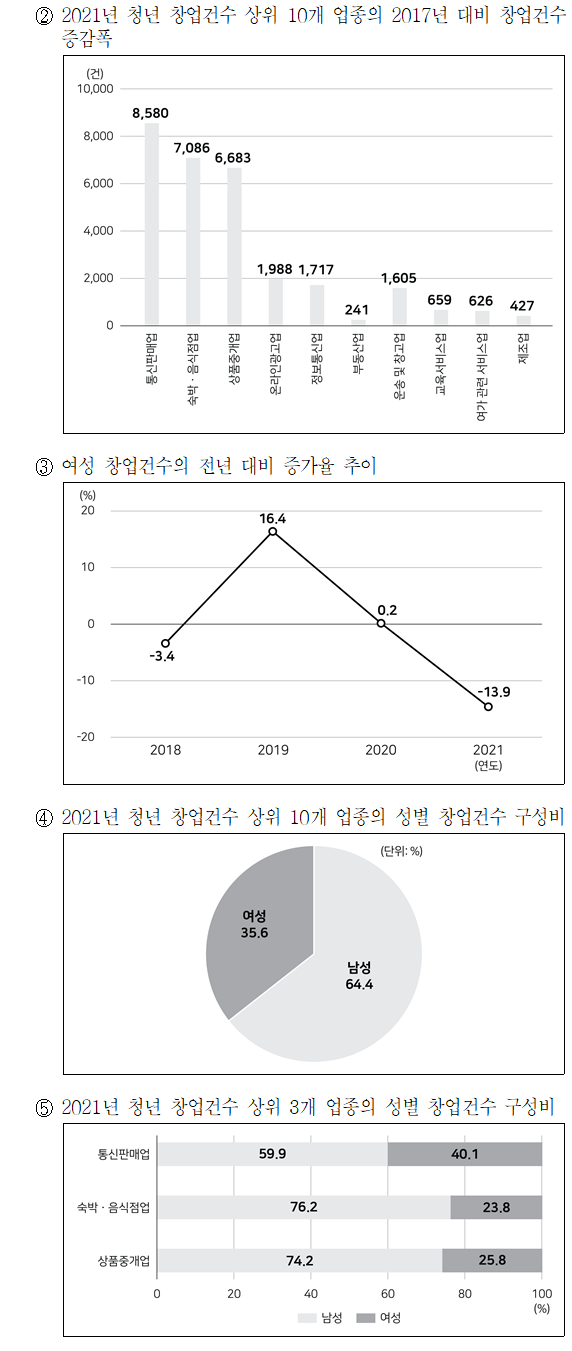 ② 2021년 청년 창업건수 상위 10개 업종의 2017년 대비 창업건수
증감폭
(건)
10,000
8,000
6,000
4,000
2,000
0
8,580
7,086
6,683
1,988
1,717
241
1,605
659
626
427
통신판매업
숙박·음식점업
상품중개업
온라인광고업
정보통신업
부동산업
운송 및 창고업
교육서비스업
여가 관련 서비스업
제조업
③ 여성 창업건수의 전년 대비 증가율 추이
(%)
20
10
0
-10
-20
-3.4
16.4
0.2
-13.9
2018 2019 2020 2021
(연도)
④ 2021년 청년 창업건수 상위 10개 업종의 성별 창업건수 구성비
(단위: %)
여성
35.6
남성
64.4
⑤ 2021년 청년 창업건수 상위 3개 업종의 성별 창업건수 구성비
통신판매업 59.9 40.1
숙박·음식점업 76.2 23.8
상품중개업 74.2 25.8
0 20 40 60 80 100
(%)
남성 여성